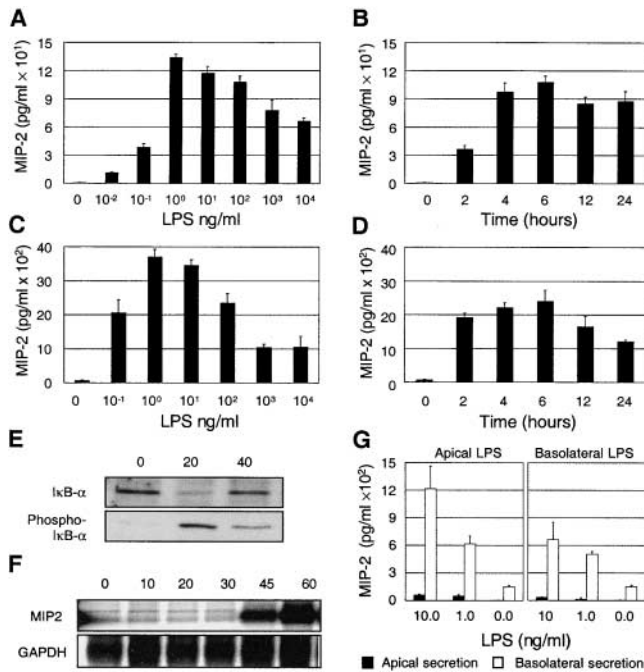 A
MIP-2 (pg/ml × 10¹)
15
12
9
6
3
0
0 10⁻² 10⁻¹ 10⁰ 10¹ 10² 10³ 10⁴
LPS ng/ml
B
MIP-2 (pg/ml × 10¹)
15
12
9
6
3
0
0 2 4 6 12 24
Time (hours)
C
MIP-2 (pg/ml x 10²)
40
30
20
10
0
0 10⁻¹ 10⁰ 10¹ 10² 10³ 10⁴
LPS ng/ml
D
MIP-2 (pg/ml x 10²)
40
30
20
10
0
0 2 4 6 12 24
Time (hours)
E
0 20 40
IκB-α
Phospho-
IκB-α
F
0 10 20 30 45 60
MIP2
GAPDH
G
Apical LPS Basolateral LPS
MIP-2 (pg/ml ×10²)
15
12
9
6
3
0
10.0 1.0 0.0 10 1.0 0.0
LPS (ng/ml)
Apical secretion Basolateral secretion